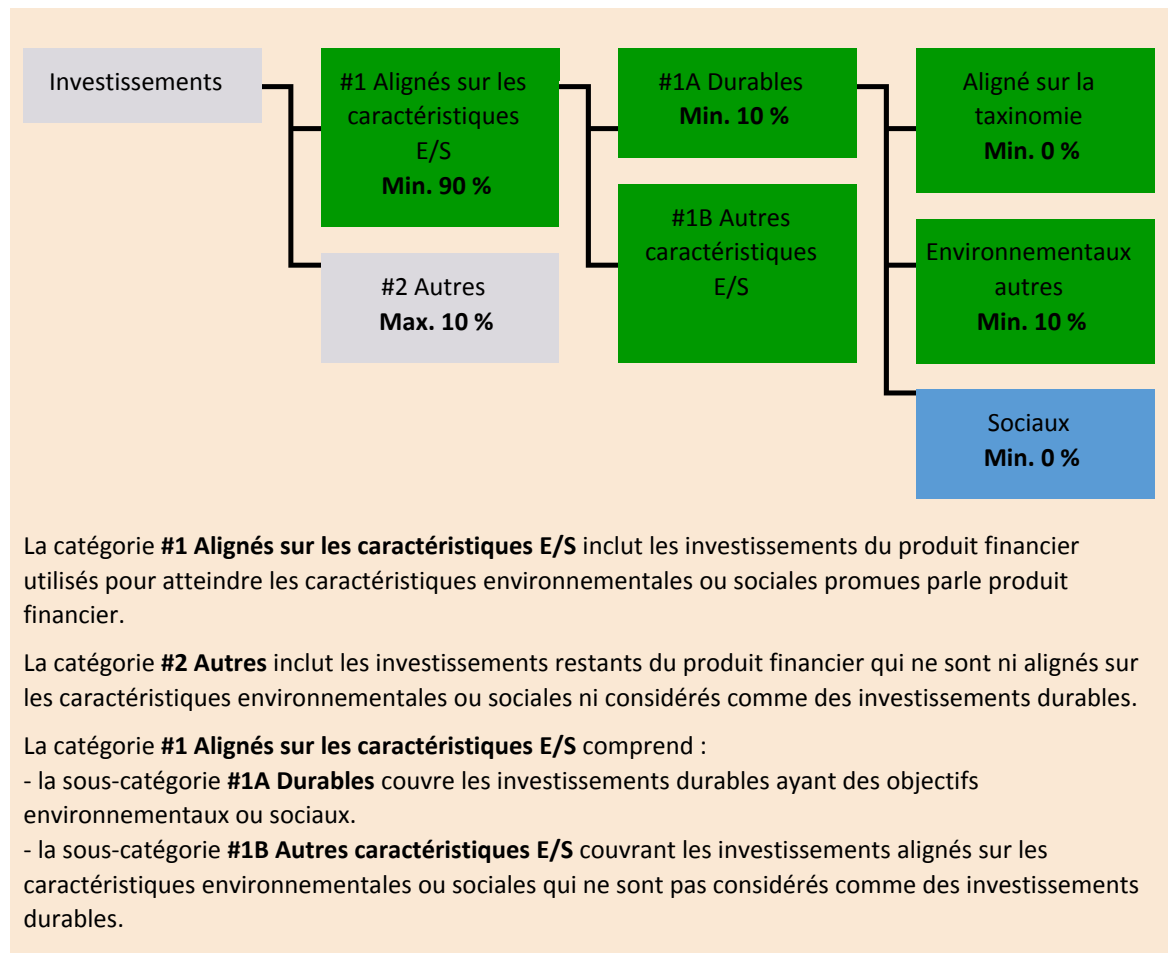 Investissements
#1 Alignés sur les
caractéristiques
E/S
Min. 90 %
#2 Autres
Max. 10 %
#1A Durables
Min. 10 %
#1B Autres
caractéristiques
E/S
Aligné sur la
taxinomie
Min. 0 %
Environnementaux
autres
Min. 10 %
Sociaux
Min. 0 %
La catégorie #1 Alignés sur les caractéristiques E/S inclut les investissements du produit financier
utilisés pour atteindre les caractéristiques environnementales ou sociales promues parle produit
financier.
La catégorie #2 Autres inclut les investissements restants du produit financier qui ne sont ni alignés sur
les caractéristiques environnementales ou sociales ni considérés comme des investissements durables.
La catégorie #1 Alignés sur les caractéristiques E/S comprend :
- la sous-catégorie #1A Durables couvre les investissements durables ayant des objectifs
environnementaux ou sociaux.
- la sous-catégorie #1B Autres caractéristiques E/S couvrant les investissements alignés sur les
caractéristiques environnementales ou sociales qui ne sont pas considérés comme des investissements
durables.